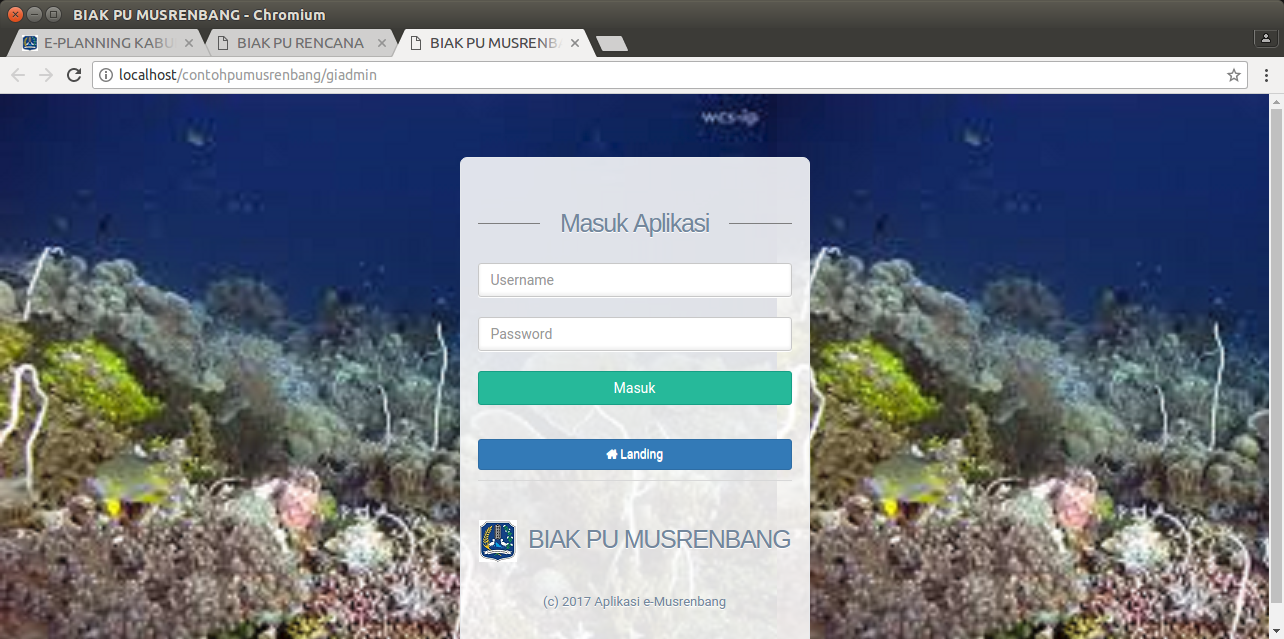 BIAK PU MUSRENBANG - Chromium
E-PLANNING KABU
BIAK PU RENCANA
BIAK PU MUSRENB
localhost/contohpumusrenbang/giadmin
wcs-ip
Masuk Aplikasi
Username
Password
Masuk
Landing
BIAK PU MUSRENBANG
(c) 2017 Aplikasi e-Musrenbang